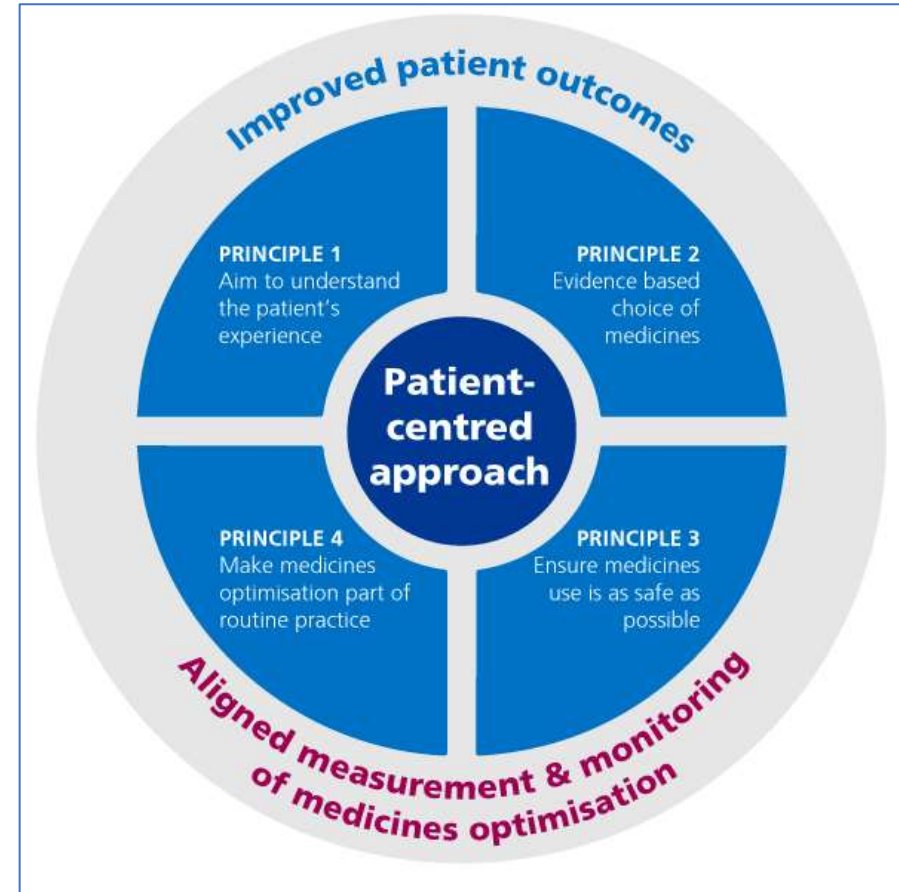 Improved patient outcomes
PRINCIPLE 1
Aim to understand
the patient's
experience
PRINCIPLE 2
Evidence based
choice of
medicines
Patient-
centred
approach
PRINCIPLE 4
Make medicines
optimisation part of
routine practice
PRINCIPLE 3
Ensure medicines
use is as safe as
possible
Aligned measurement & monitoring
of medicines optimisation